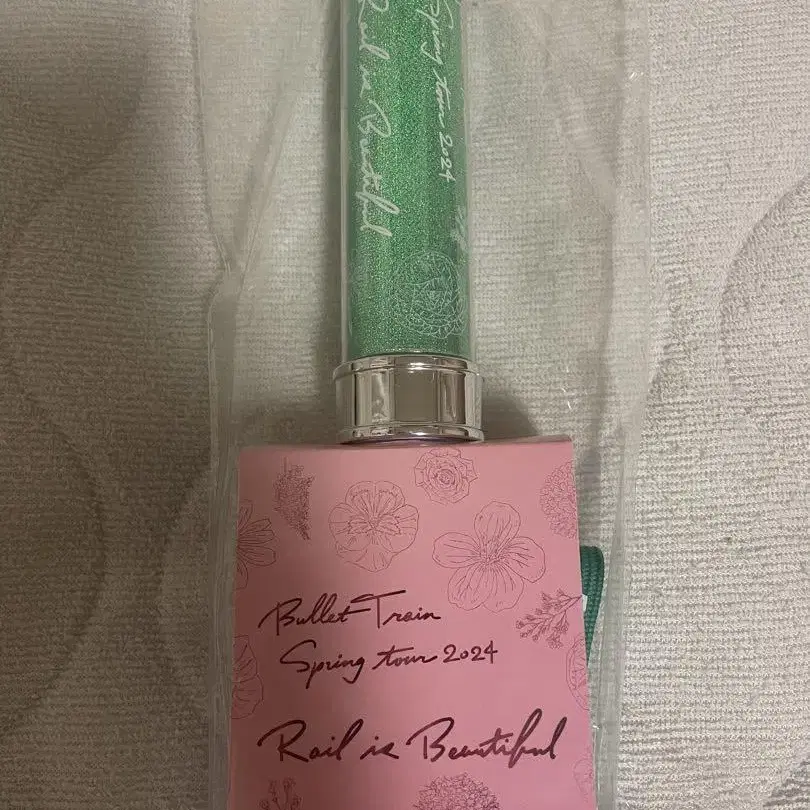 Spring tour 2024
Rail is Beautiful
Bullet Train
Spring tour 2024
Rail is Beautiful